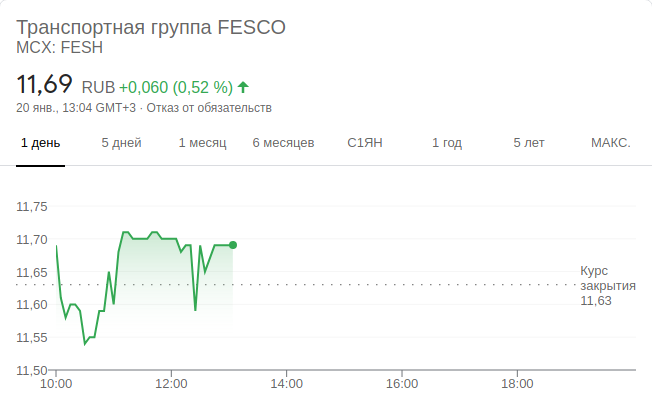 Транспортная группа FESCO
MCX: FESH
11,69 RUB +0,060 (0,52 %)
20 янв., 13:04 GMT+3 · Отказ от обязательств
1 день 5 дней 1 месяц 6 месяцев С1ЯН 1 год 5 лет МАКС.
11,75
11,70
11,65
Курс
закрытия
11,63
11,60
11,55
11,50
10:00 12:00 14:00 16:00 18:00